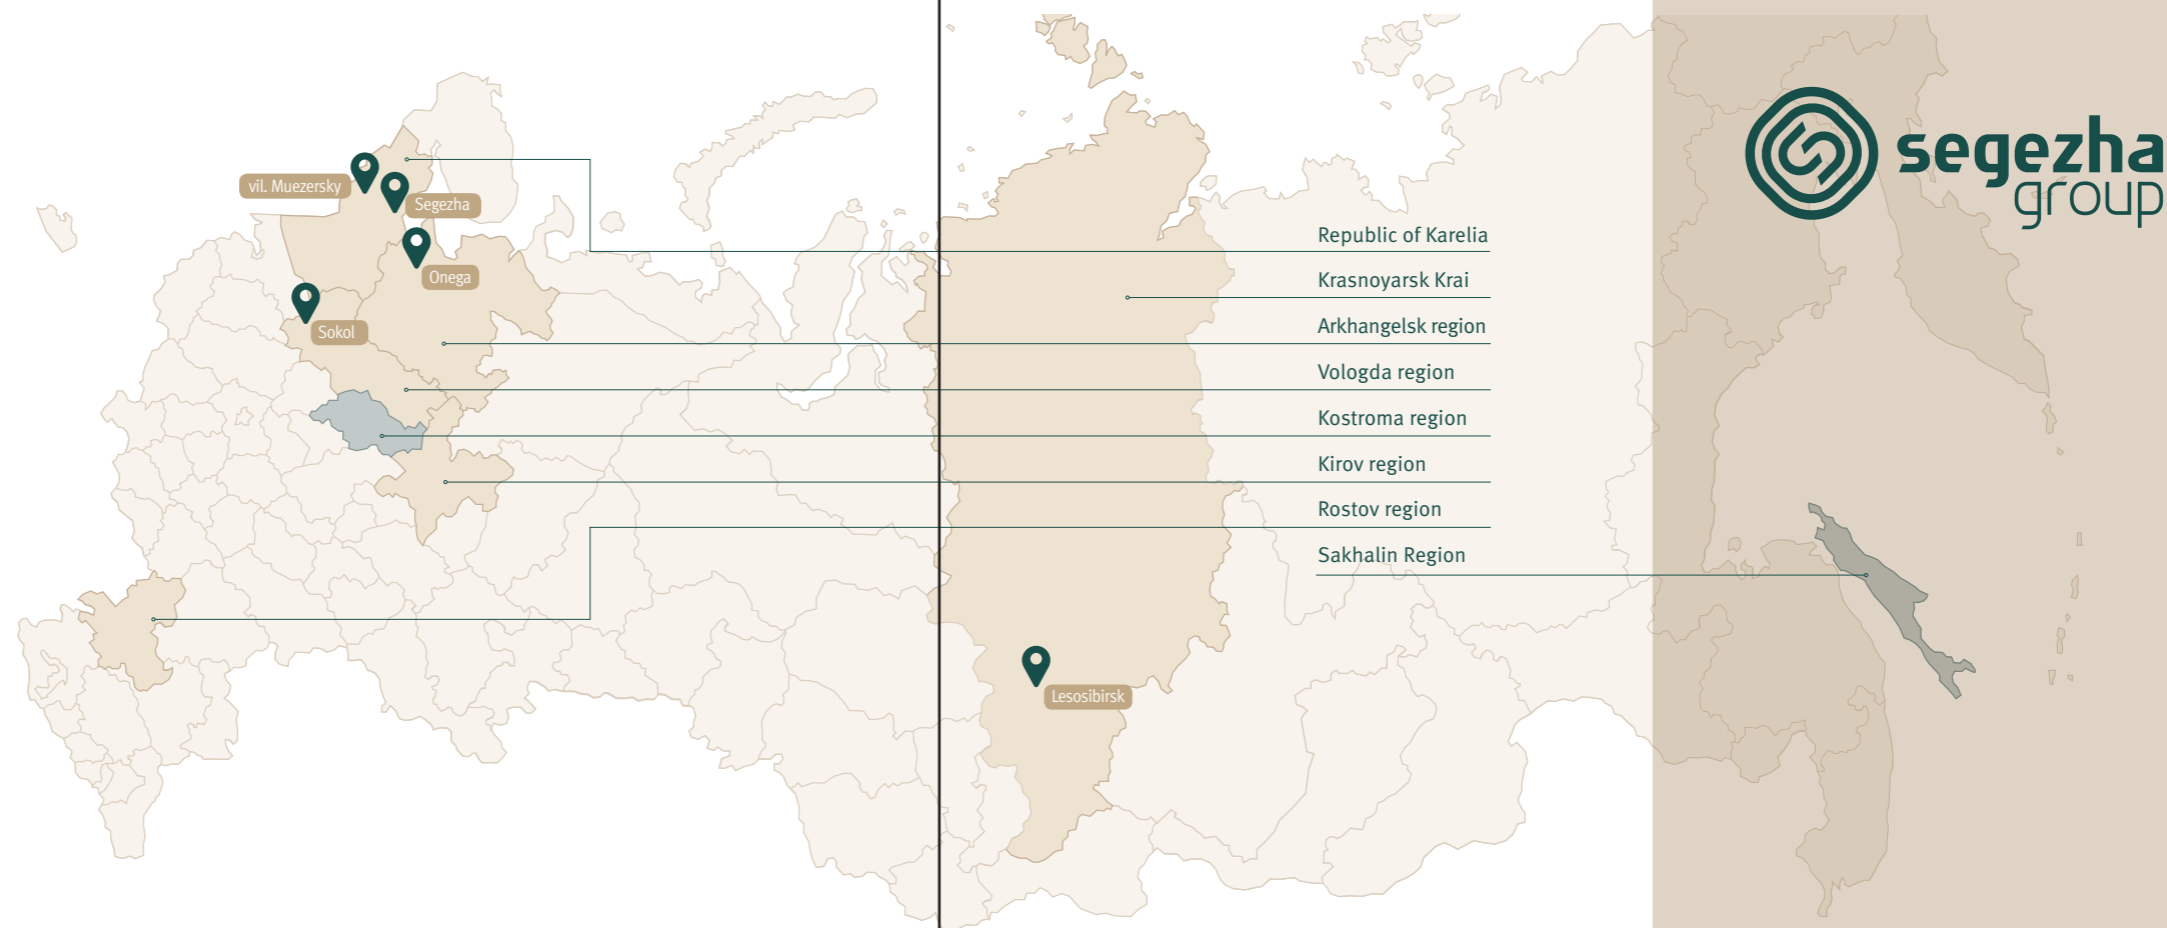 segezha
group
vil. Muezersky
Segezha
Onega
Sokol
Republic of Karelia
Krasnoyarsk Krai
Arkhangelsk region
Vologda region
Kostroma region
Kirov region
Rostov region
Sakhalin Region
Lesosibirsk